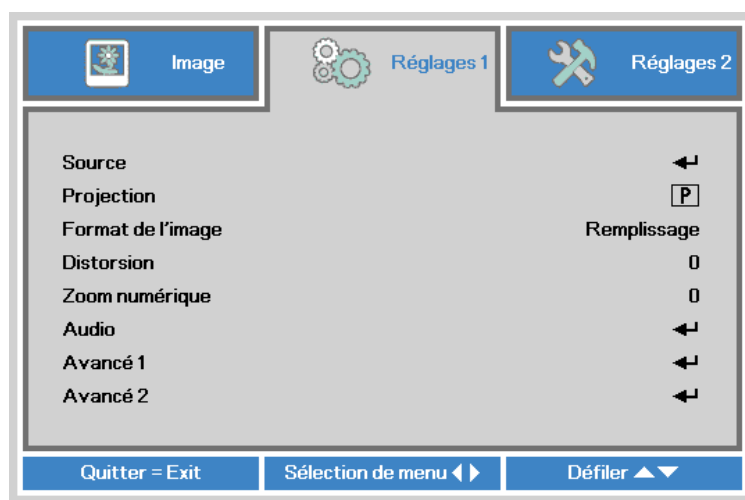 Image Réglages 1 Réglages 2
Source
Projection P
Format de l'image Remplissage
Distorsion 0
Zoom numérique 0
Audio
Avancé 1
Avancé 2
Quitter = Exit Sélection de menu Défiler